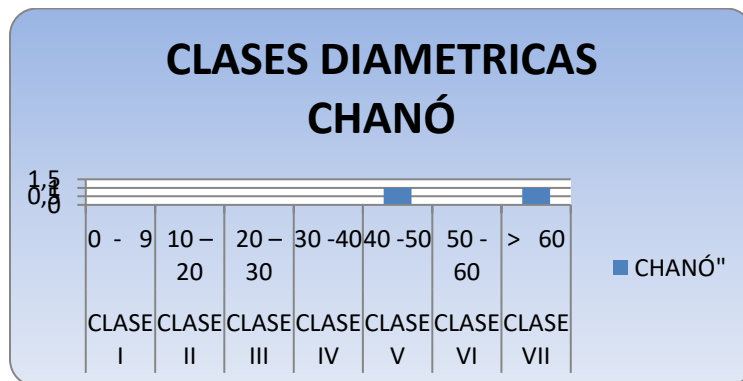 CLASES DIAMETRICAS
CHANÓ
1,5
1
0,5
0
0 - 9 10 – 20 – 30 -40 40 -50 50 - > 60
20 30 60
CHANÓ"
CLASE CLASE CLASE CLASE CLASE CLASE CLASE
I II III IV V VI VII